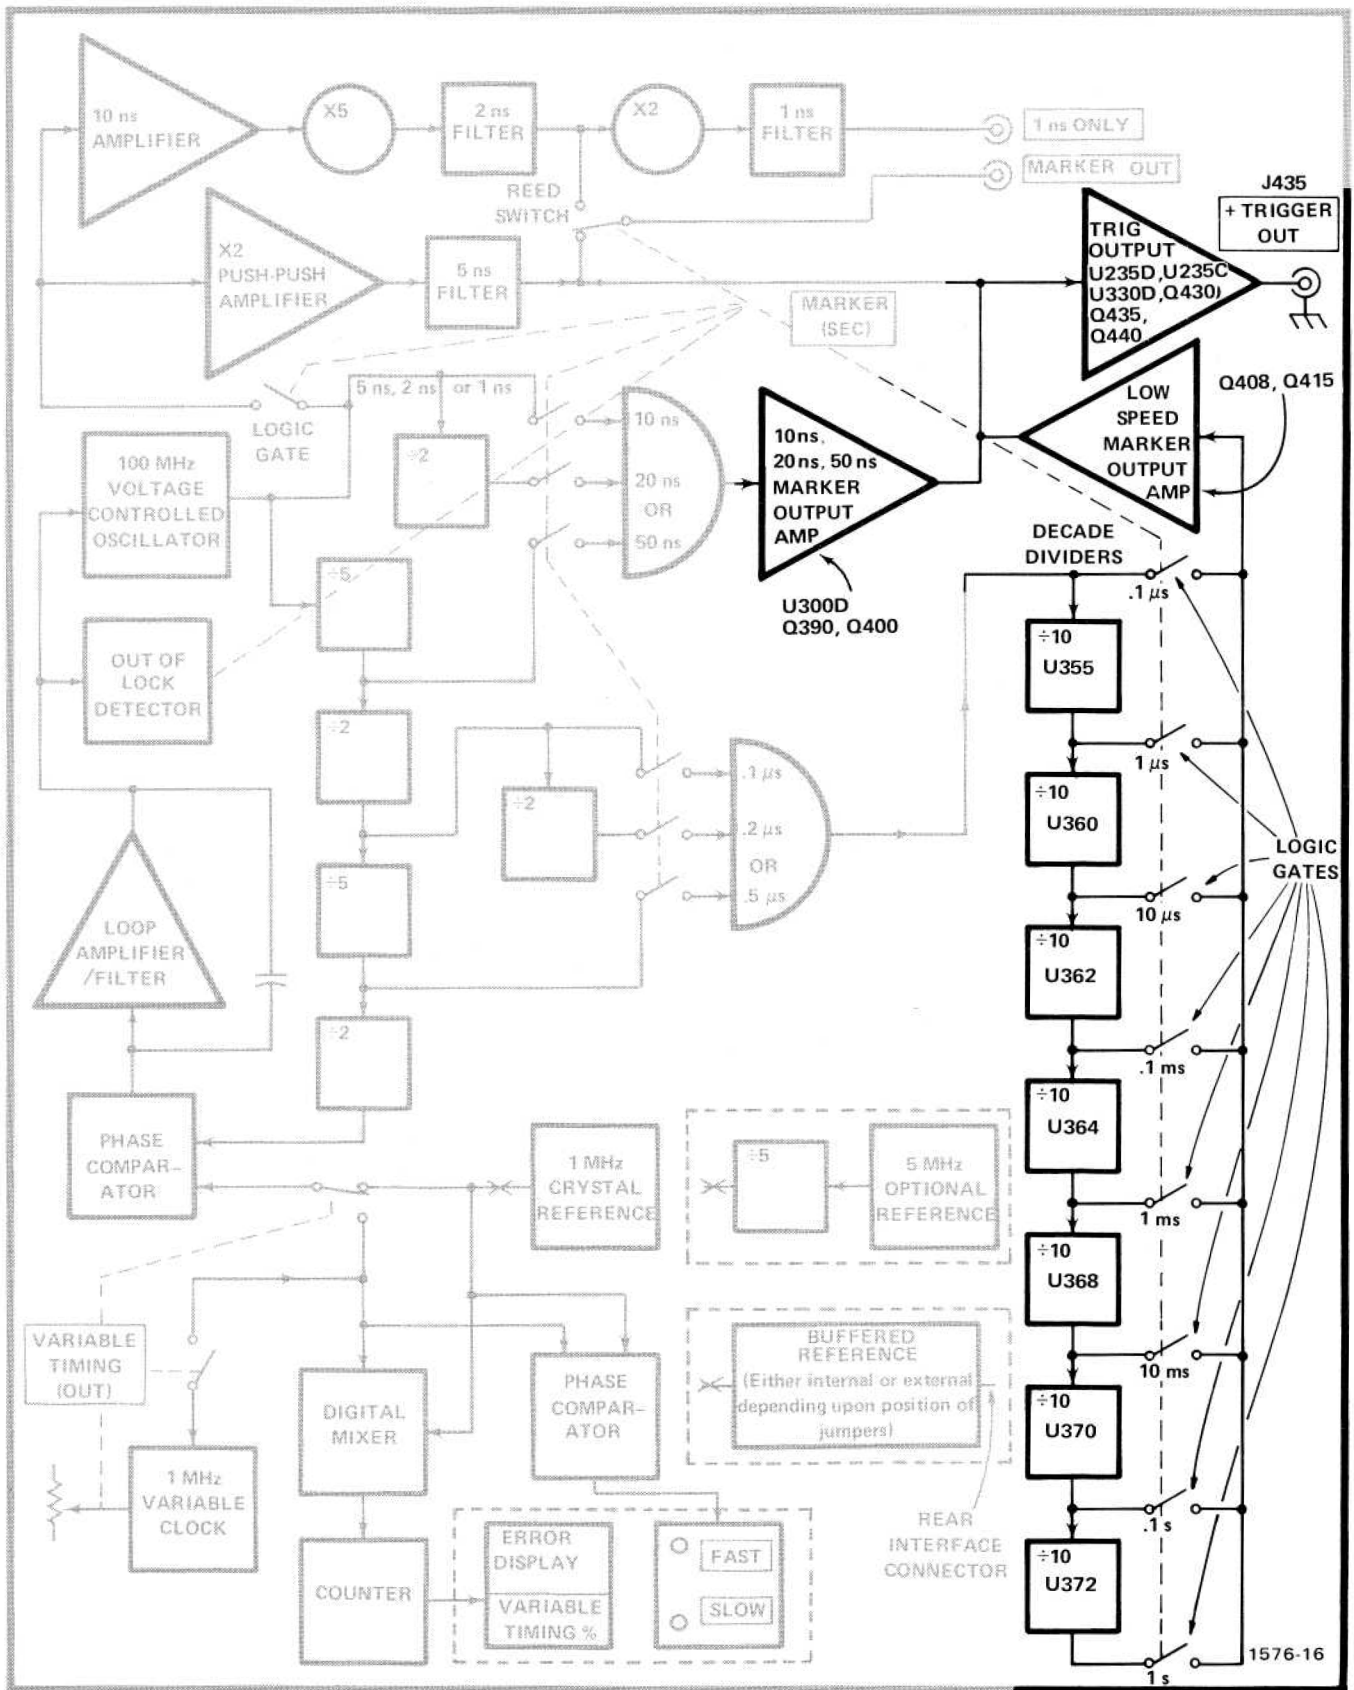 10 ns
AMPLIFIER
X5
2 ns
FILTER
X2
1 ns
FILTER
1 ns ONLY
MARKER OUT
REED
SWITCH
J435
+ TRIGGER
OUT
X2
PUSH-PUSH
AMPLIFIER
5 ns
FILTER
MARKER
(SEC)
TRIG
OUTPUT
U235D, U235C
U330D, Q430)
Q435,
Q440
5 ns, 2 ns or 1 ns
LOGIC
GATE
100 MHz
VOLTAGE
CONTROLLED
OSCILLATOR
÷2
10 ns
20 ns
OR
50 ns
10ns,
20ns, 50 ns
MARKER
OUTPUT
AMP
U300D
Q390, Q400
LOW
SPEED
MARKER
OUTPUT
AMP
Q408, Q415
DECADE
DIVIDERS
.1 μs
÷5
OUT OF
LOCK
DETECTOR
÷2
÷2
.1 μs
.2 μs
OR
.5 μs
÷10
U355
1 μs
÷10
U360
10 μs
LOGIC
GATES
LOOP
AMPLIFIER
/FILTER
÷5
÷2
÷10
U362
.1 ms
÷10
U364
1 ms
PHASE
COMPAR–
ATOR
1 MHz
CRYSTAL
REFERENCE
÷5
5 MHz
OPTIONAL
REFERENCE
÷10
U368
10 ms
VARIABLE
TIMING
(OUT)
DIGITAL
MIXER
PHASE
COMPAR–
ATOR
BUFFERED
REFERENCE
(Either internal or external
depending upon position of
jumpers)
÷10
U370
.1 s
1 MHz
VARIABLE
CLOCK
COUNTER
ERROR
DISPLAY
VARIABLE
TIMING %
FAST
SLOW
REAR
INTERFACE
CONNECTOR
÷10
U372
1 s
1576-16